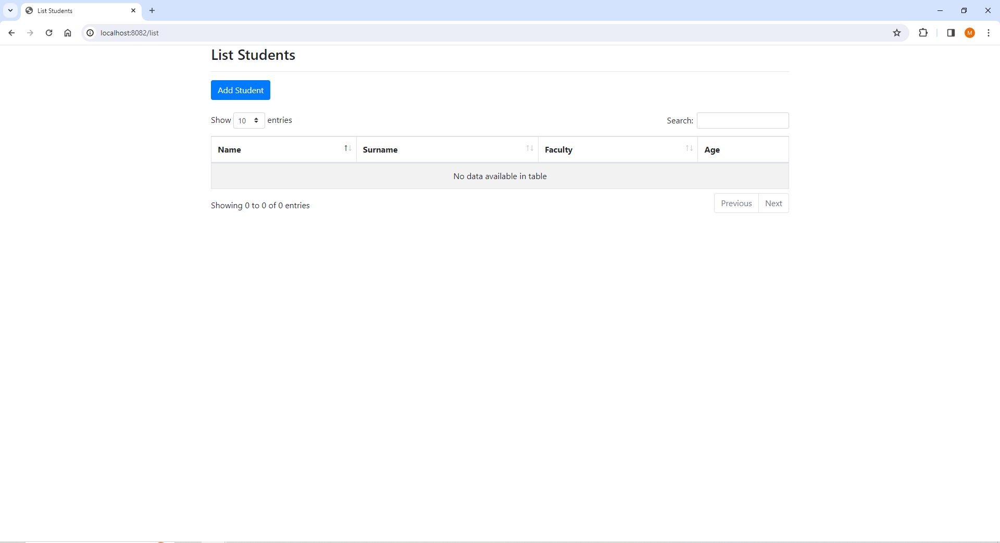 List Students
localhost:8082/list
M
List Students
Add Student
Show 10 entries Search:
Name Surname Faculty Age
No data available in table
Showing 0 to 0 of 0 entries Previous Next